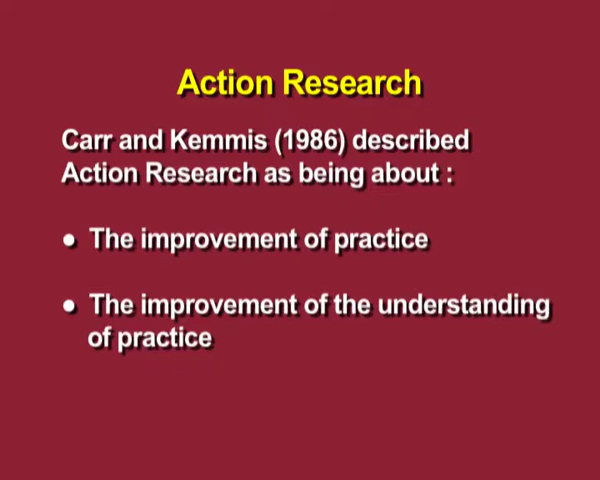 Action Research
Carr and Kemmis (1986) described
Action Research as being about :
● The improvement of practice
● The improvement of the understanding
of practice